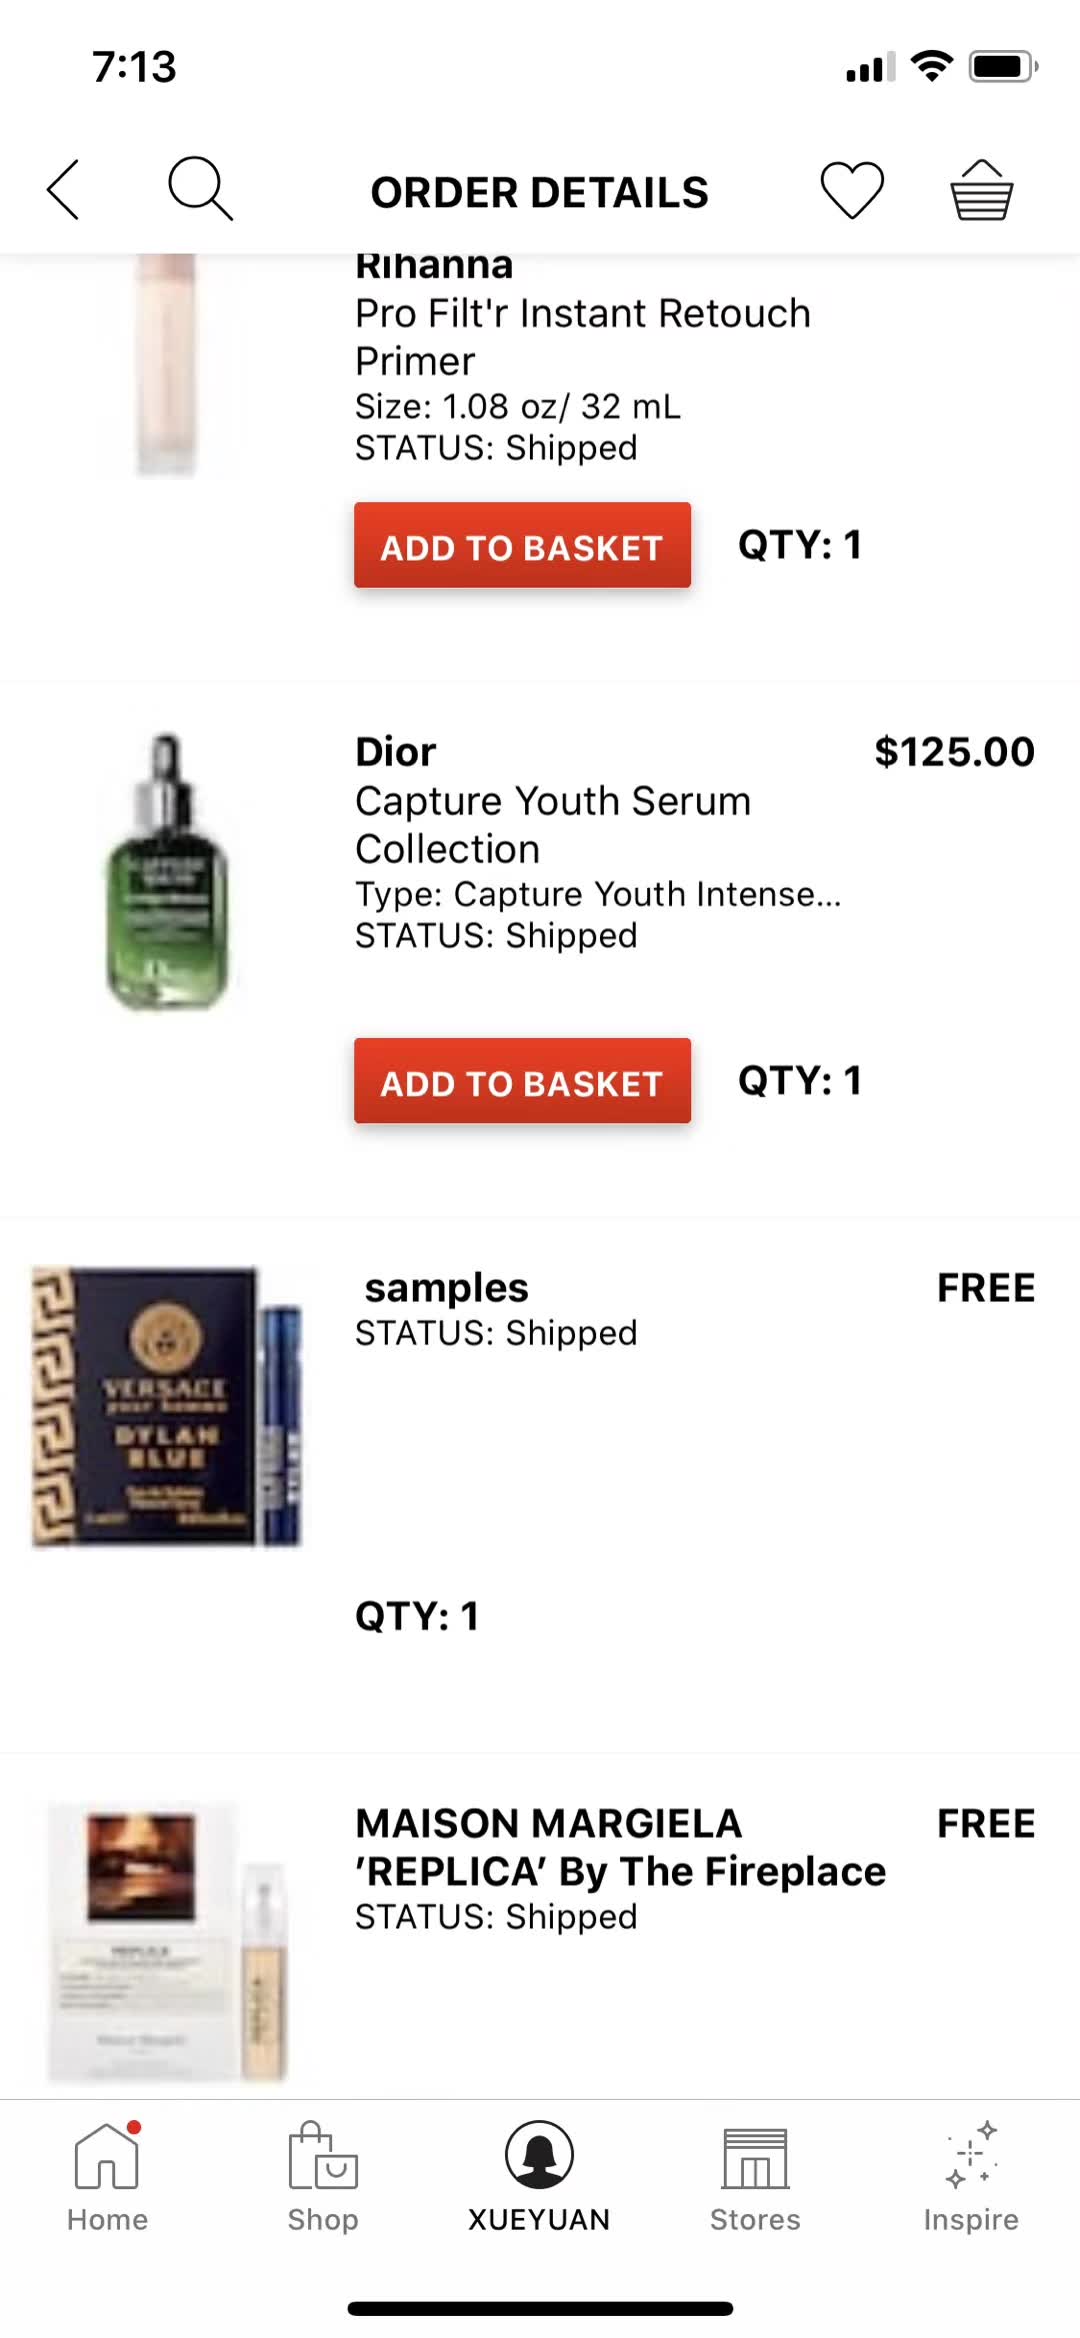 7:13
ORDER DETAILS
Rihanna
Pro Filt'r Instant Retouch
Primer
Size: 1.08 oz/ 32 mL
STATUS: Shipped
ADD TO BASKET
QTY: 1
Dior
$125.00
Capture Youth Serum
Collection
Type: Capture Youth Intense...
STATUS: Shipped
ADD TO BASKET
QTY: 1
samples
FREE
STATUS: Shipped
VERSACE
pour homme
DYLAN
BLUE
QTY: 1
MAISON MARGIELA
FREE
'REPLICA' By The Fireplace
STATUS: Shipped
Home
Shop
XUEYUAN
Stores
Inspire